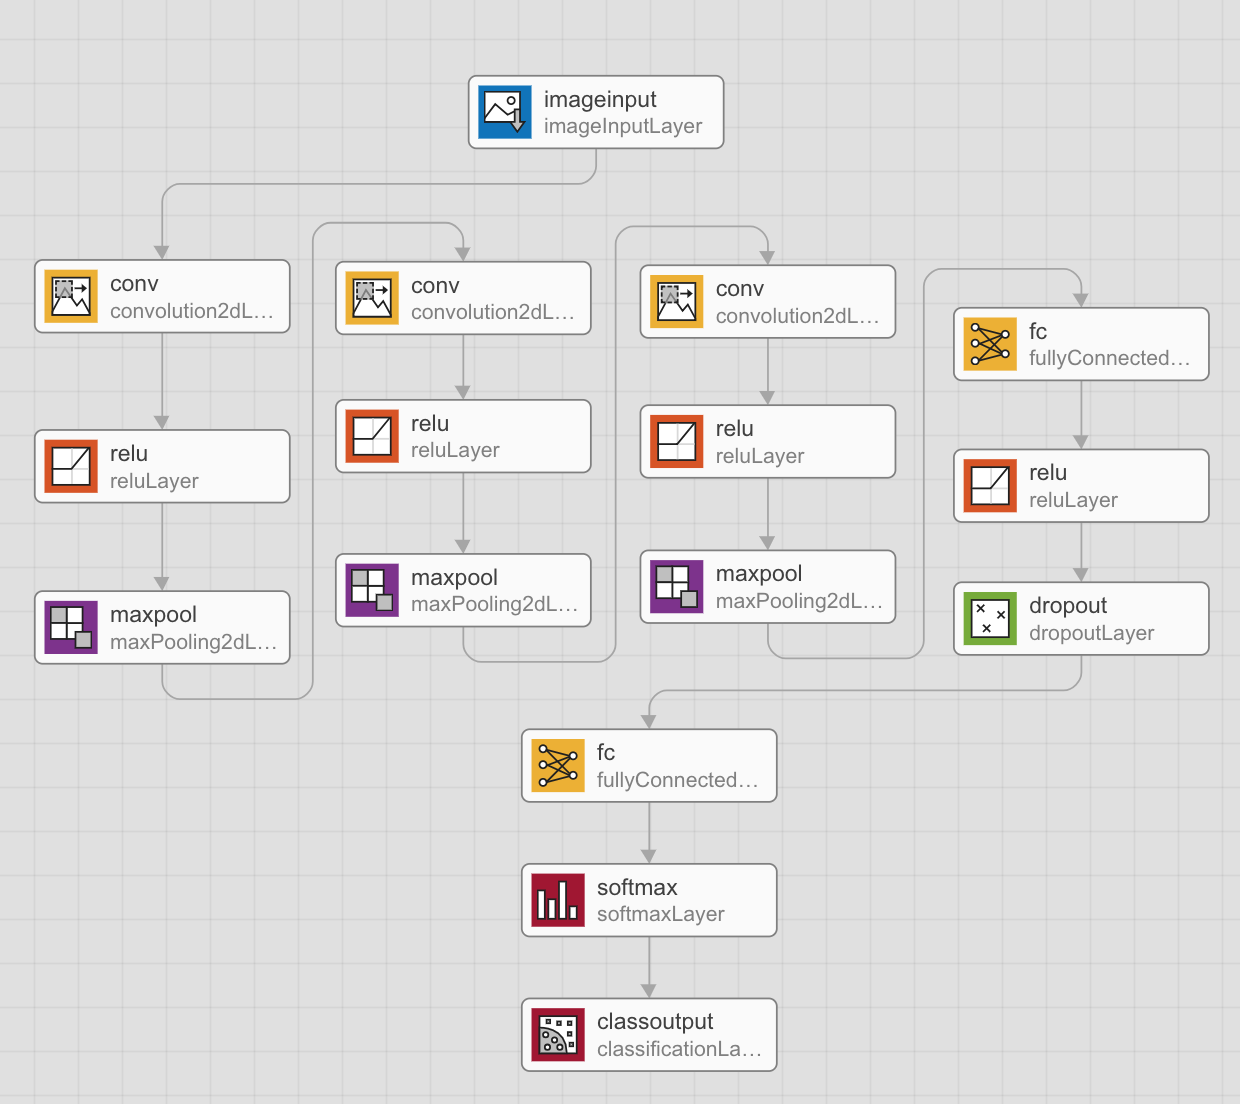 imageinput
imageInputLayer
conv
convolution2dL...
relu
reluLayer
maxpool
maxPooling2dL...
conv
convolution2dL...
relu
reluLayer
maxpool
maxPooling2dL...
conv
convolution2dL...
relu
reluLayer
maxpool
maxPooling2dL...
fc
fullyConnected...
relu
reluLayer
dropout
dropoutLayer
fc
fullyConnected...
softmax
softmaxLayer
classoutput
classificationLa...